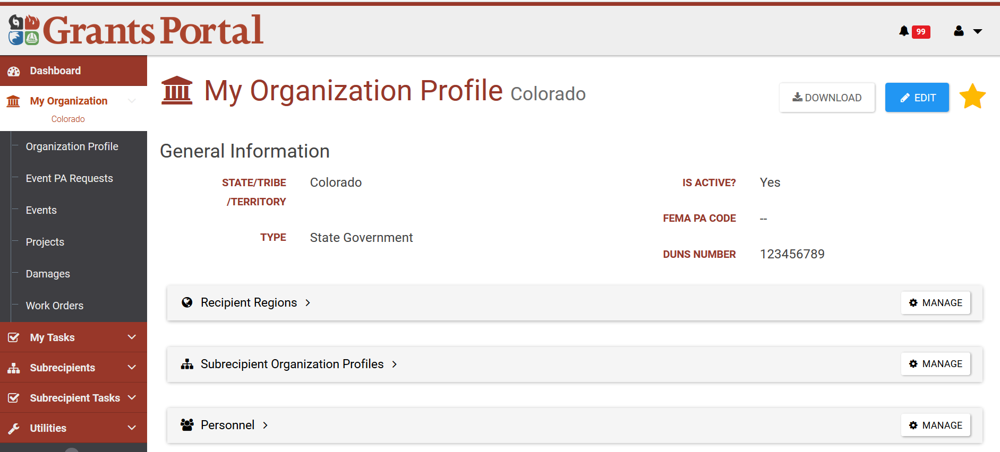 Grants Portal
99
Dashboard
My Organization
Colorado
Organization Profile
Event PA Requests
Events
Projects
Damages
Work Orders
My Tasks
Subrecipients
Subrecipient Tasks
Utilities
My Organization Profile Colorado
DOWNLOAD
EDIT
General Information
STATE/TRIBE
/TERRITORY
Colorado
TYPE
State Government
IS ACTIVE?
Yes
FEMA PA CODE
--
DUNS NUMBER
123456789
Recipient Regions
MANAGE
Subrecipient Organization Profiles
MANAGE
Personnel
MANAGE